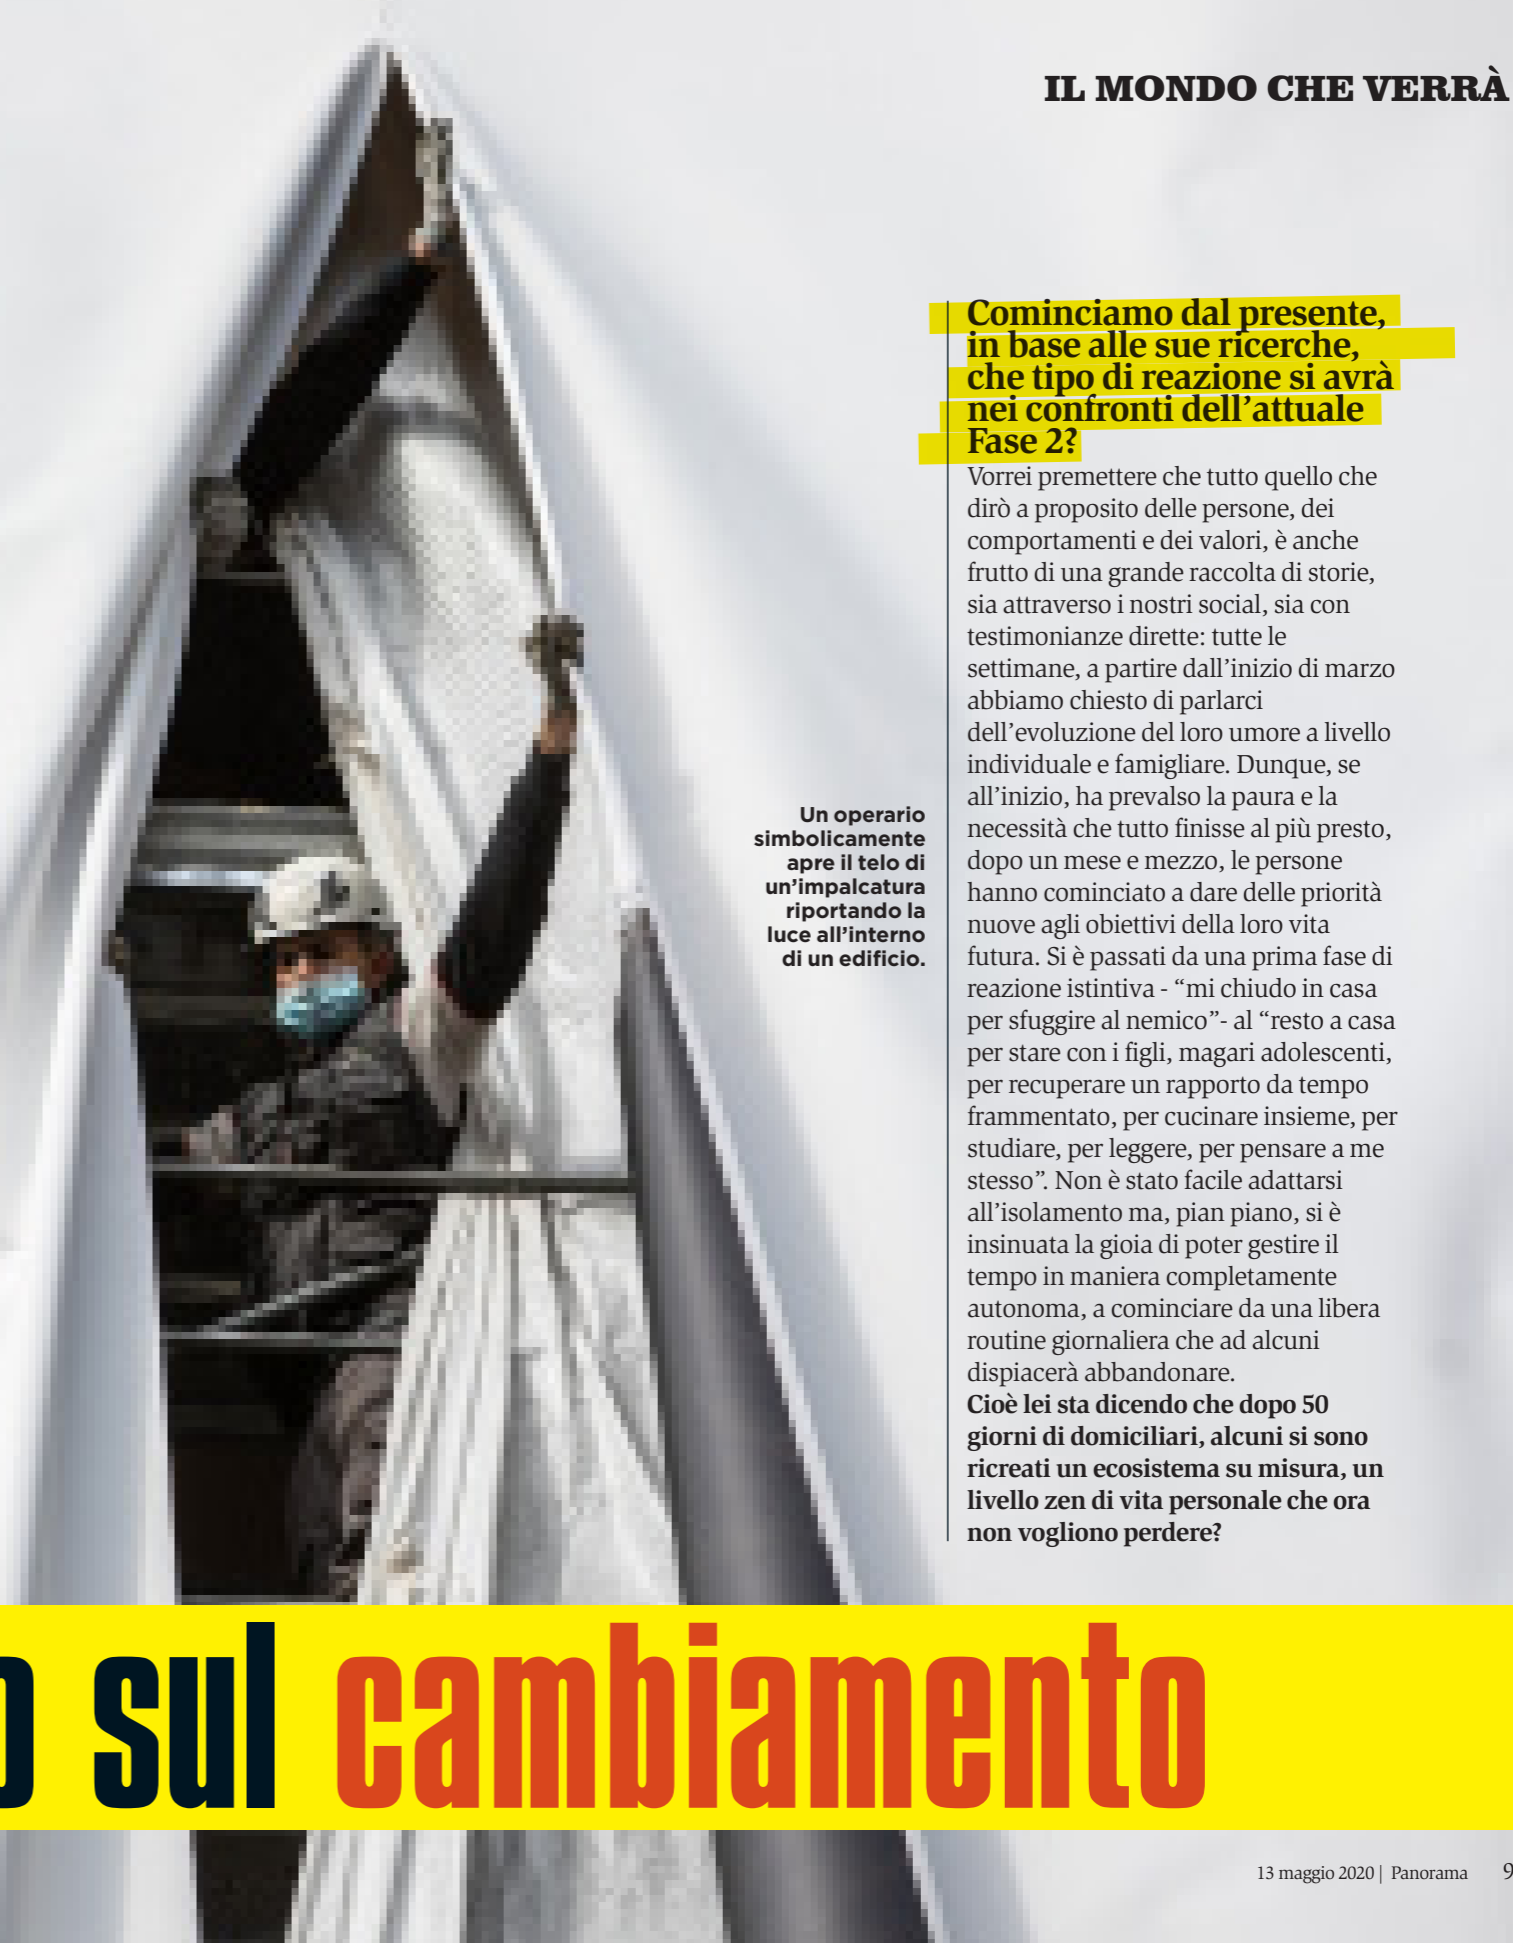 IL MONDO CHE VERRÀ
Cominciamo dal presente,
in base alle sue ricerche,
che tipo di reazione si avrà
nei confronti dell’attuale
Fase 2?
Vorrei premettere che tutto quello che
dirò a proposito delle persone, dei
comportamenti e dei valori, è anche
frutto di una grande raccolta di storie,
sia attraverso i nostri social, sia con
testimonianze dirette: tutte le
settimane, a partire dall’inizio di marzo
abbiamo chiesto di parlarci
dell’evoluzione del loro umore a livello
individuale e famigliare. Dunque, se
all’inizio, ha prevalso la paura e la
necessità che tutto finisse al più presto,
dopo un mese e mezzo, le persone
hanno cominciato a dare delle priorità
nuove agli obiettivi della loro vita
futura. Si è passati da una prima fase di
reazione istintiva - “mi chiudo in casa
per sfuggire al nemico”- al “resto a casa
per stare con i figli, magari adolescenti,
per recuperare un rapporto da tempo
frammentato, per cucinare insieme, per
studiare, per leggere, per pensare a me
stesso”. Non è stato facile adattarsi
all’isolamento ma, pian piano, si è
insinuata la gioia di poter gestire il
tempo in maniera completamente
autonoma, a cominciare da una libera
routine giornaliera che ad alcuni
dispiacerà abbandonare.
Cioè lei sta dicendo che dopo 50
giorni di domiciliari, alcuni si sono
ricreati un ecosistema su misura, un
livello zen di vita personale che ora
non vogliono perdere?
Un operario
simbolicamente
apre il telo di
un’impalcatura
riportando la
luce all’interno
di un edificio.
o sul cambiamento
13 maggio 2020 | Panorama 9